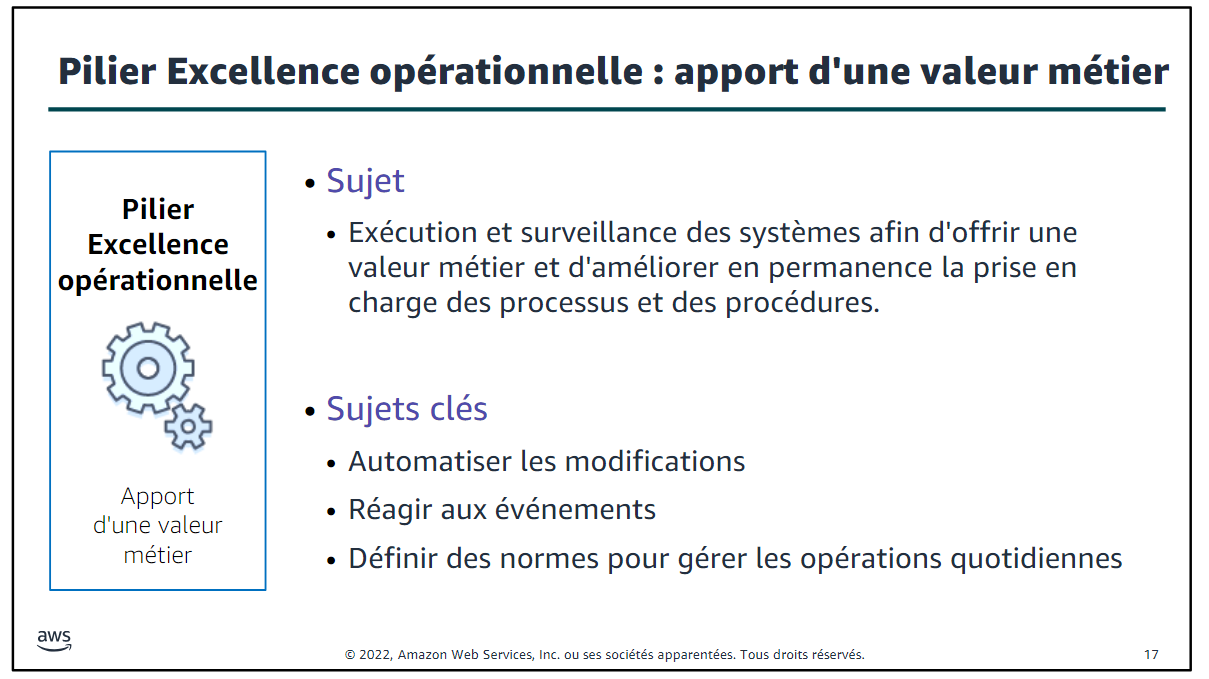 Pilier Excellence opérationnelle : apport d'une valeur métier
Pilier
Excellence
opérationnelle
Apport
d'une valeur
métier
• Sujet
• Exécution et surveillance des systèmes afin d'offrir une
valeur métier et d'améliorer en permanence la prise en
charge des processus et des procédures.
• Sujets clés
• Automatiser les modifications
• Réagir aux événements
• Définir des normes pour gérer les opérations quotidiennes
aws
© 2022, Amazon Web Services, Inc. ou ses sociétés apparentées. Tous droits réservés.
17